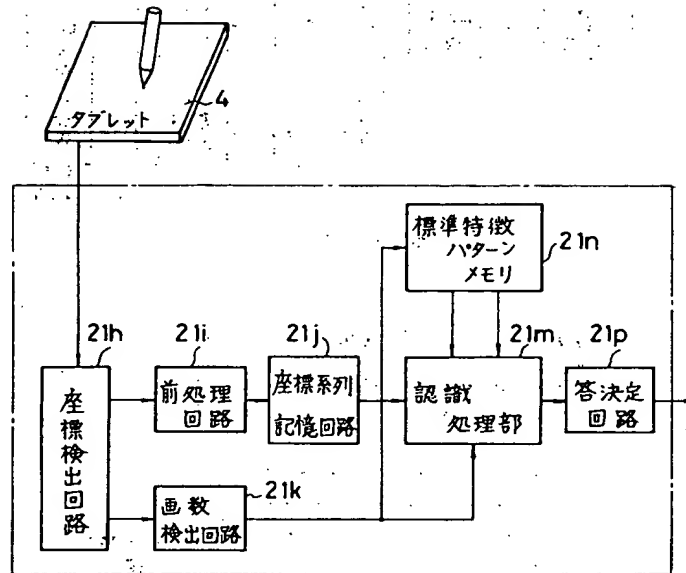 タブレット
4
標準特徴
パターン
メモリ
21n
21h
21i
21j
21m
21p
座標検出回路
前処理
回路
座標系列
記憶回路
認識
処理部
答決定
回路
21k
画数
検出回路